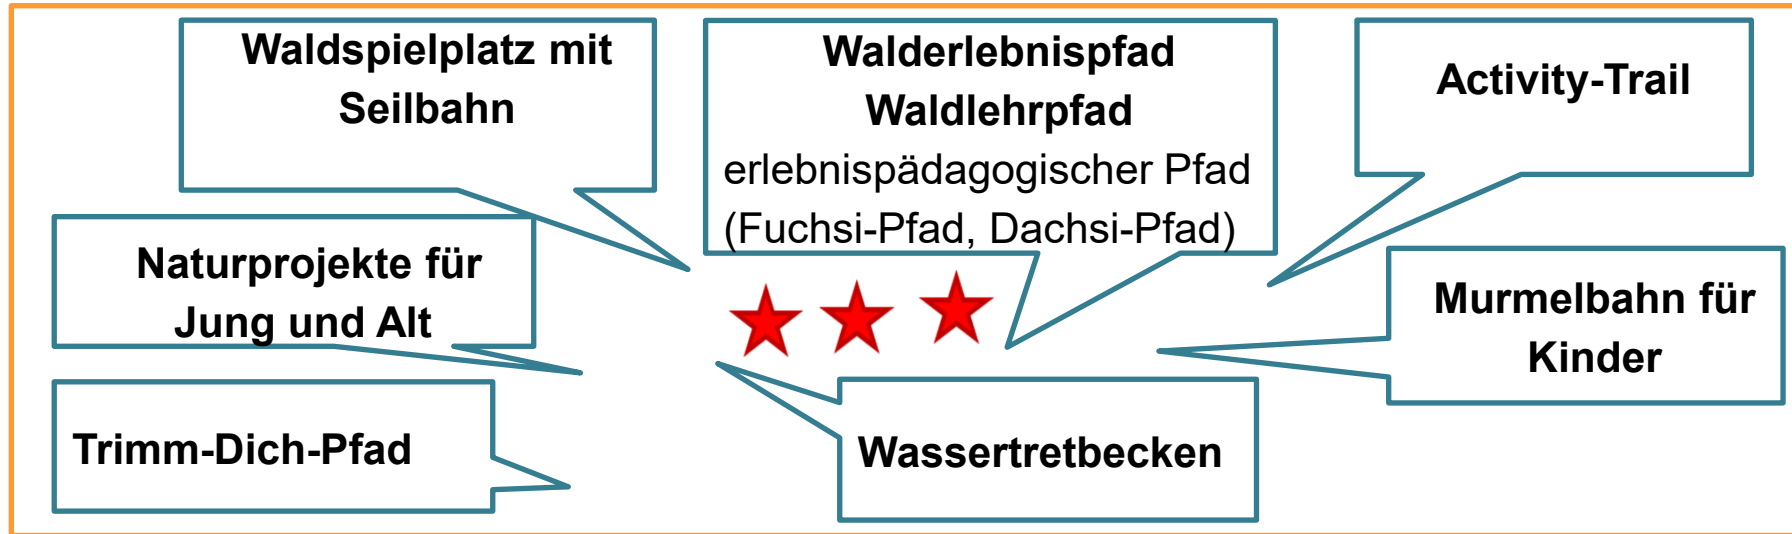 Waldspielplatz mit
Seilbahn
Walderlebnispfad
Waldlehrpfad
erlebnispädagogischer Pfad
(Fuchsi-Pfad, Dachsi-Pfad)
Activity-Trail
Naturprojekte für
Jung und Alt
Murmelbahn für
Kinder
Trimm-Dich-Pfad
Wassertretbecken